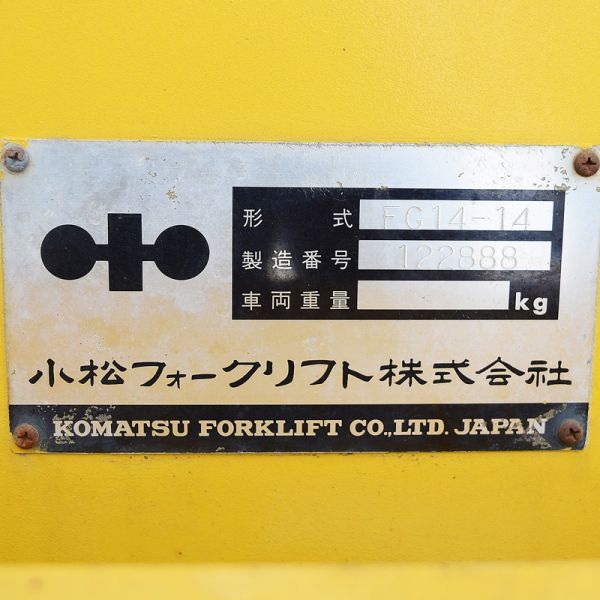 形式 FG14-14
製造番号 122888
車両重量 kg
小松フォークリフト株式会社
KOMATSU FORKLIFT CO.,LTD. JAPAN